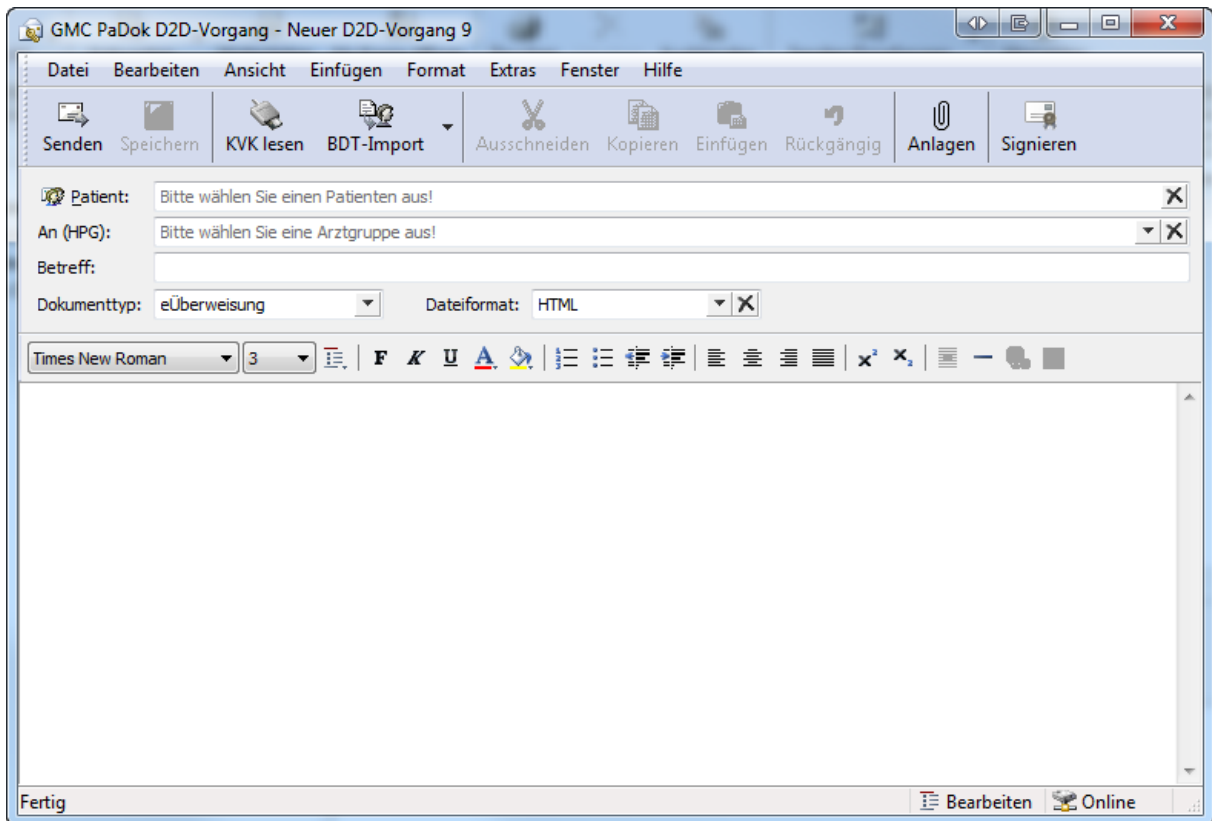 GMC PaDok D2D-Vorgang - Neuer D2D-Vorgang 9
Datei Bearbeiten Ansicht Einfügen Format Extras Fenster Hilfe
Senden Speichern KVK lesen BDT-Import Ausschneiden Kopieren Einfügen Rückgängig Anlagen Signieren
Patient: Bitte wählen Sie einen Patienten aus!
An (HPG): Bitte wählen Sie eine Arztgruppe aus!
Betreff:
Dokumenttyp: eÜberweisung Dateiformat: HTML
Times New Roman 3 F K U A x² x₂
Fertig Bearbeiten Online